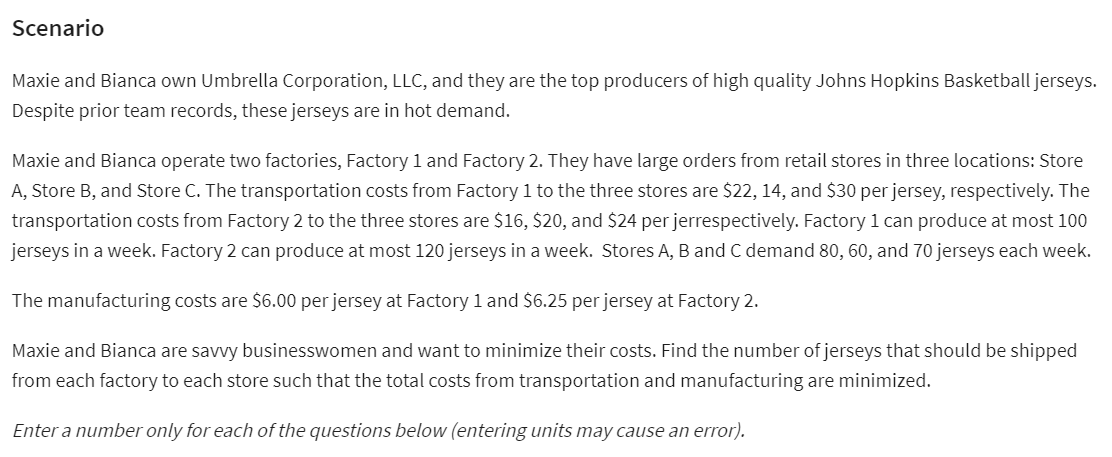 Scenario
Maxie and Bianca own Umbrella Corporation, LLC, and they are the top producers of high quality Johns Hopkins Basketball jerseys.
Despite prior team records, these jerseys are in hot demand.
Maxie and Bianca operate two factories, Factory 1 and Factory 2. They have large orders from retail stores in three locations: Store
A, Store B, and Store C. The transportation costs from Factory 1 to the three stores are $22, 14, and $30 per jersey, respectively. The
transportation costs from Factory 2 to the three stores are $16, $20, and $24 per jerrespectively. Factory 1 can produce at most 100
jerseys in a week. Factory 2 can produce at most 120 jerseys in a week. Stores A, B and C demand 80, 60, and 70 jerseys each week.
The manufacturing costs are $6.00 per jersey at Factory 1 and $6.25 per jersey at Factory 2.
Maxie and Bianca are savvy businesswomen and want to minimize their costs. Find the number of jerseys that should be shipped
from each factory to each store such that the total costs from transportation and manufacturing are minimized.
Enter a number only for each of the questions below (entering units may cause an error).